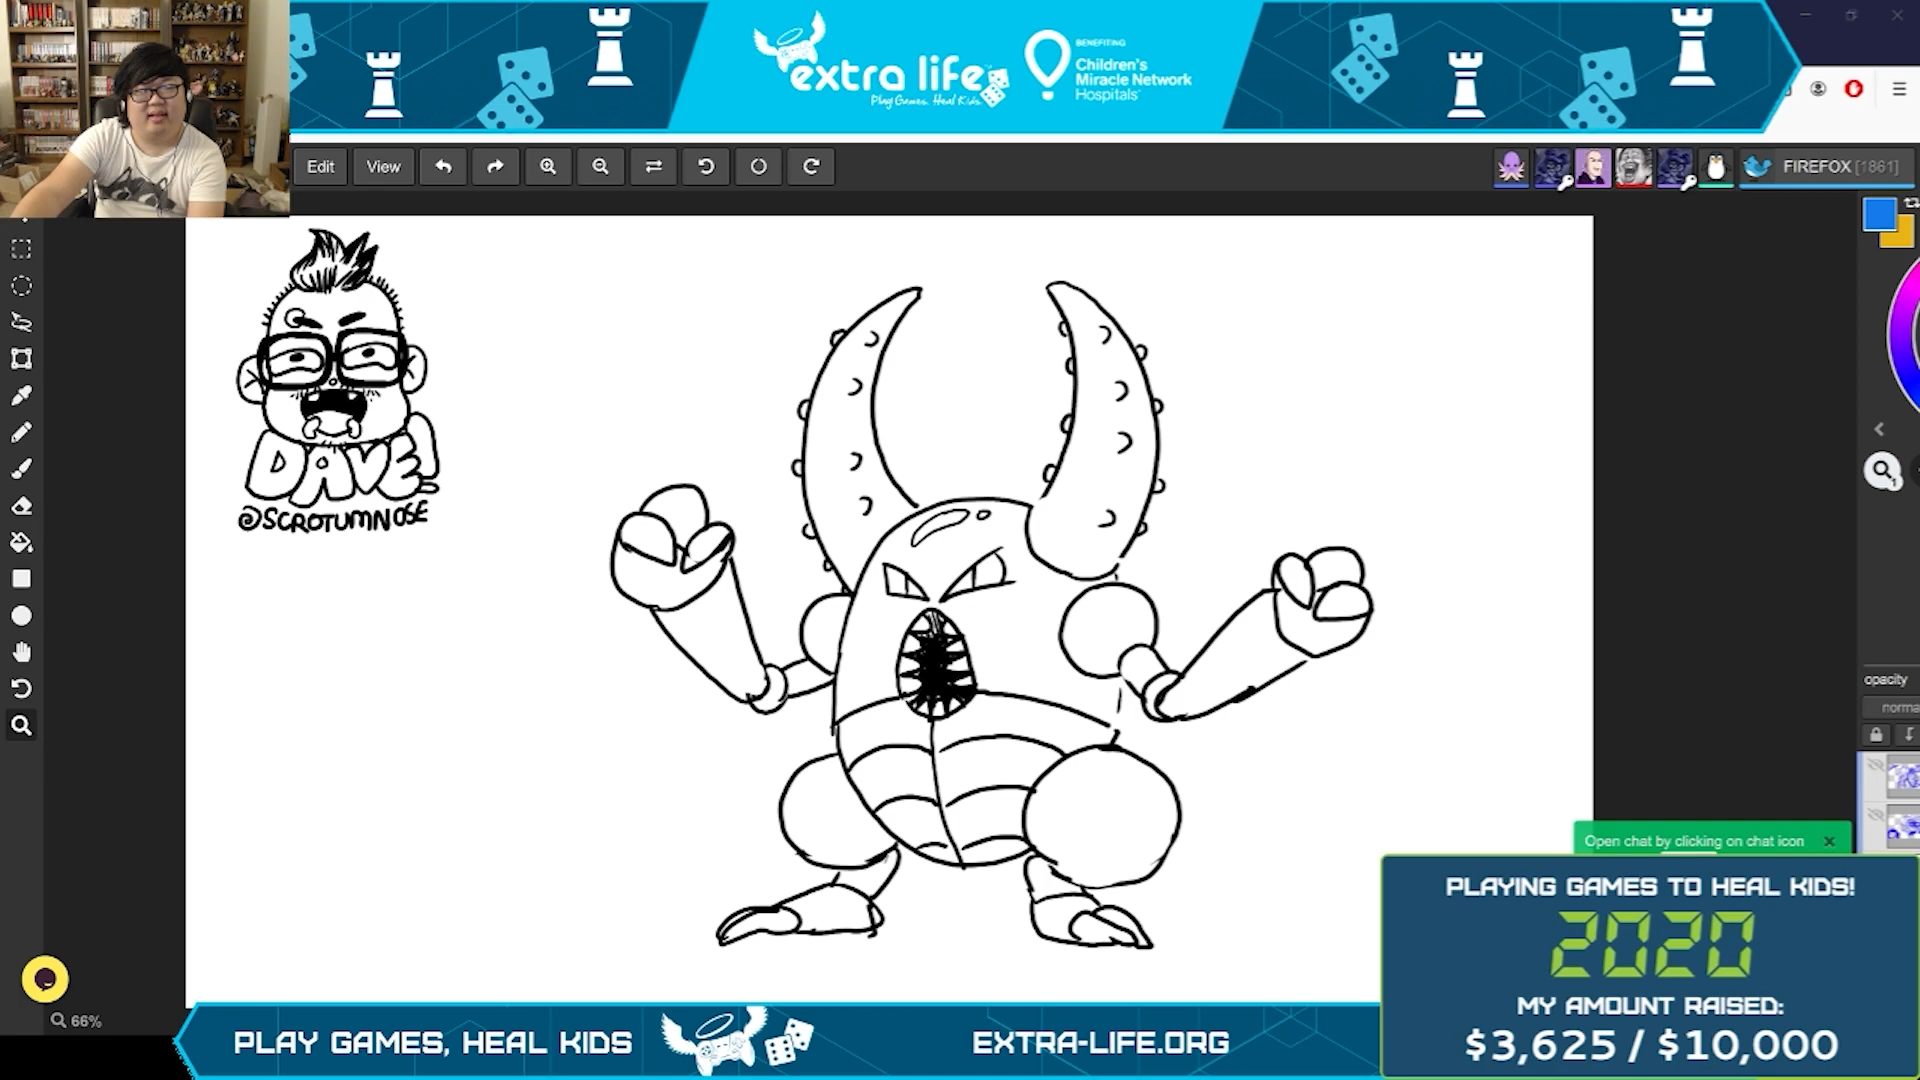 extra life
Play Games. Heal Kids.
BENEFITING
Children's
Miracle Network
Hospitals
Edit
View
FIREFOX [1861]
DAVE
@SCROTUMNOSE
opacity
norma
Open chat by clicking on chat icon
PLAYING GAMES TO HEAL KIDS!
2020
MY AMOUNT RAISED:
$3,625 / $10,000
66%
PLAY GAMES, HEAL KIDS
EXTRA-LIFE.ORG